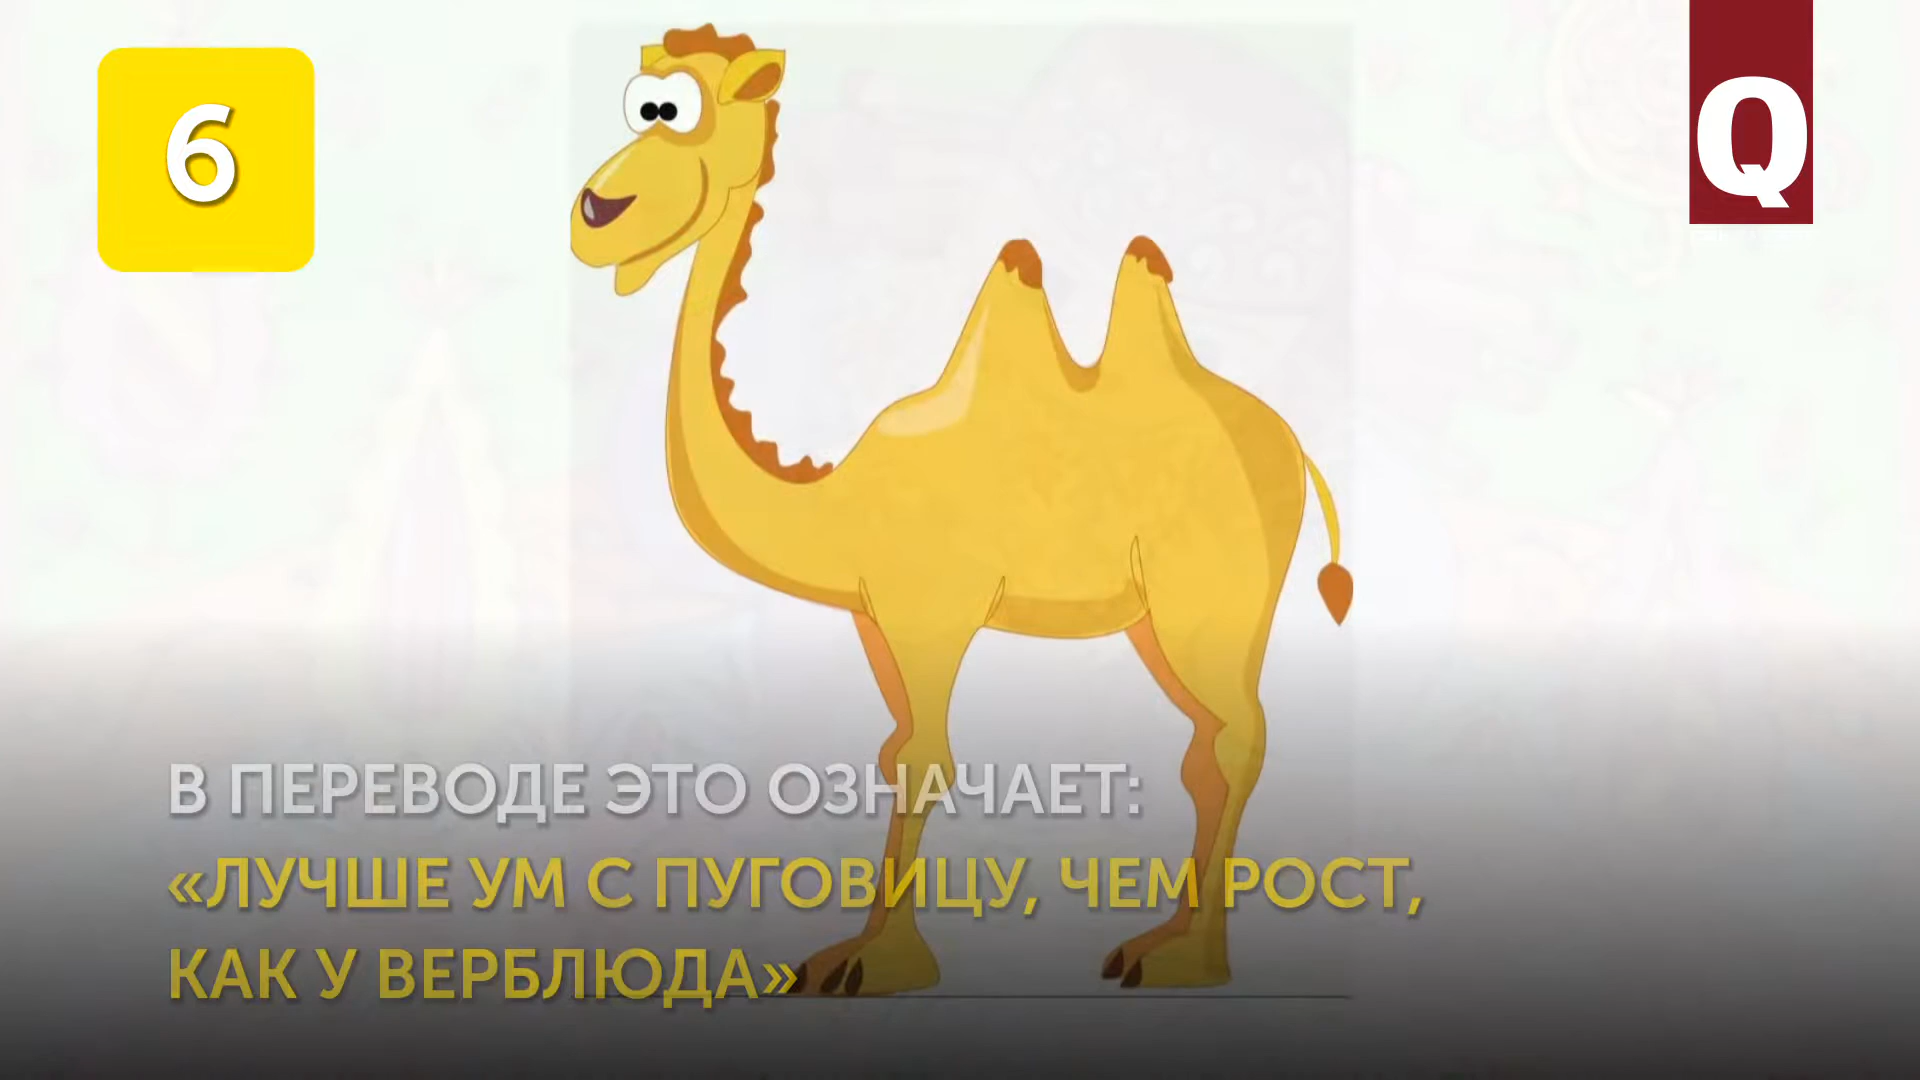 6
Q
В ПЕРЕВОДЕ ЭТО ОЗНАЧАЕТ:
«ЛУЧШЕ УМ С ПУГОВИЦУ, ЧЕМ РОСТ,
КАК У ВЕРБЛЮДА»